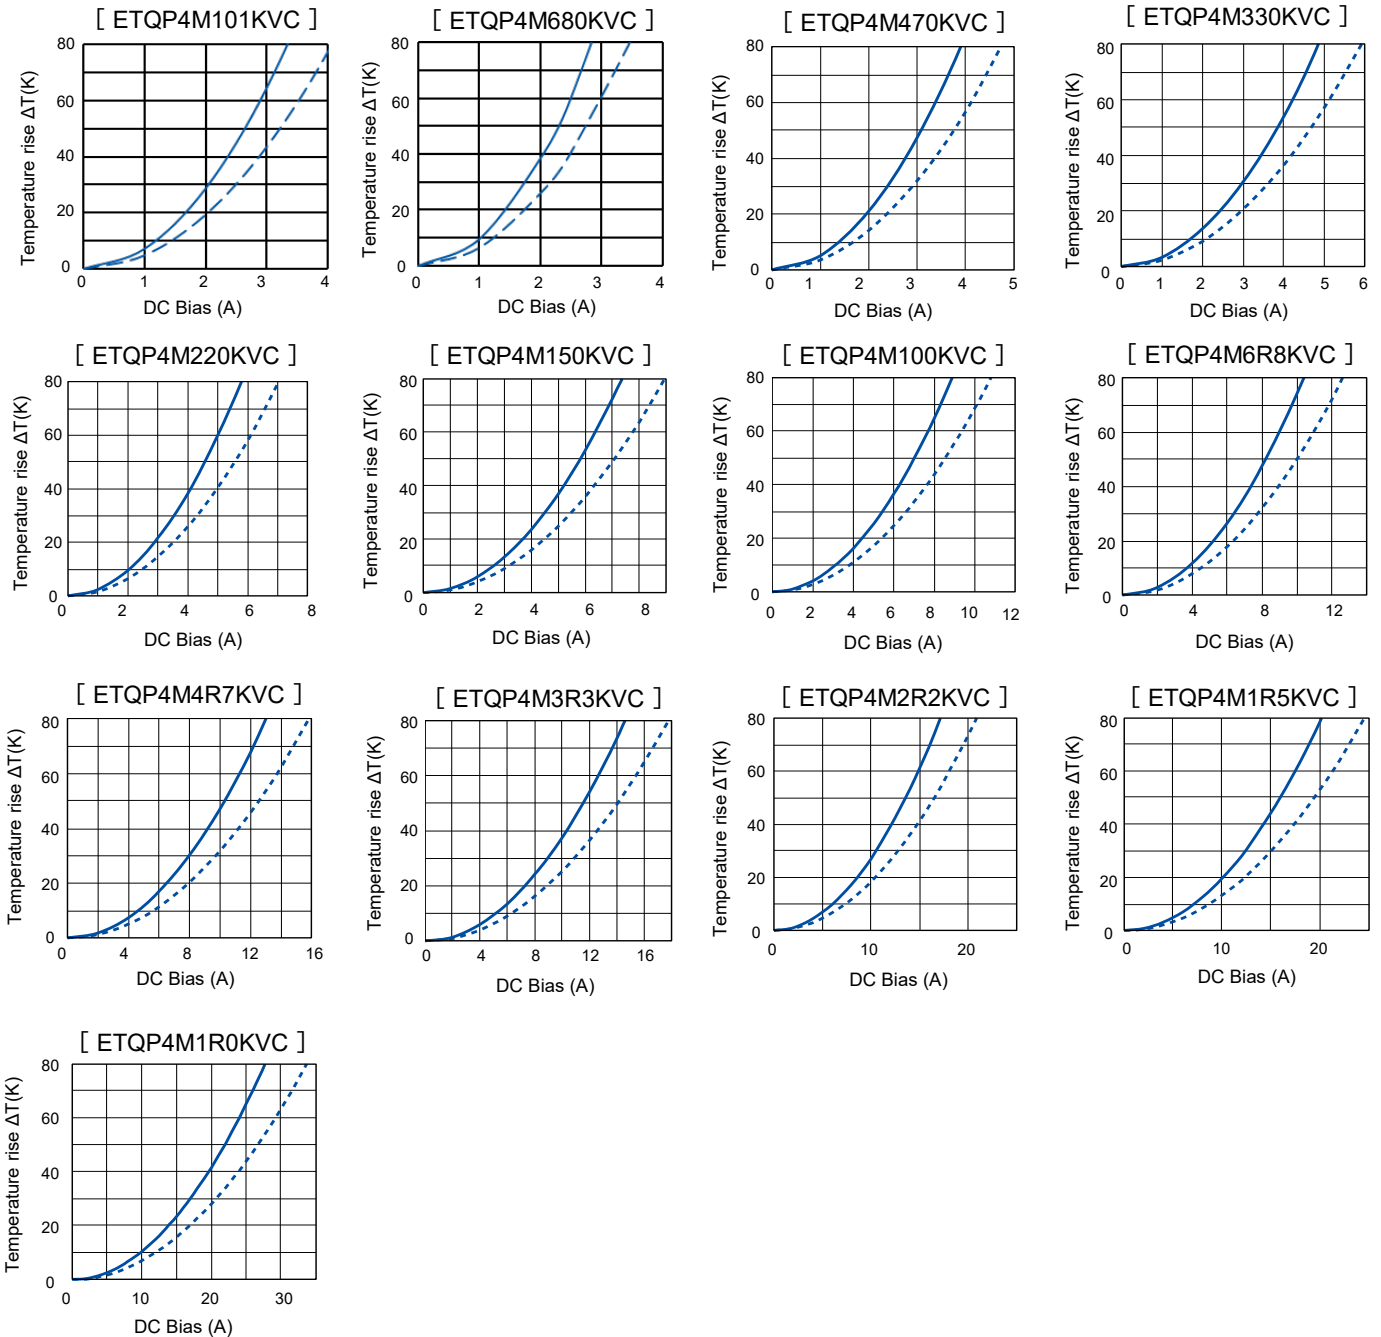 [ ETQP4M101KVC ]
Temperature rise ΔT(K)
80
60
40
20
0
0 1 2 3 4
DC Bias (A)
[ ETQP4M680KVC ]
Temperature rise ΔT(K)
80
60
40
20
0
0 1 2 3 4
DC Bias (A)
[ ETQP4M470KVC ]
Temperature rise ΔT(K)
80
60
40
20
0
0 1 2 3 4 5
DC Bias (A)
[ ETQP4M330KVC ]
Temperature rise ΔT(K)
80
60
40
20
0
0 1 2 3 4 5 6
DC Bias (A)
[ ETQP4M220KVC ]
Temperature rise ΔT(K)
80
60
40
20
0
0 2 4 6 8
DC Bias (A)
[ ETQP4M150KVC ]
Temperature rise ΔT(K)
80
60
40
20
0
0 2 4 6 8
DC Bias (A)
[ ETQP4M100KVC ]
Temperature rise ΔT(K)
80
60
40
20
0
0 2 4 6 8 10 12
DC Bias (A)
[ ETQP4M6R8KVC ]
Temperature rise ΔT(K)
80
60
40
20
0
0 4 8 12
DC Bias (A)
[ ETQP4M4R7KVC ]
Temperature rise ΔT(K)
80
60
40
20
0
0 4 8 12 16
DC Bias (A)
[ ETQP4M3R3KVC ]
Temperature rise ΔT(K)
80
60
40
20
0
0 4 8 12 16
DC Bias (A)
[ ETQP4M2R2KVC ]
Temperature rise ΔT(K)
80
60
40
20
0
0 10 20
DC Bias (A)
[ ETQP4M1R5KVC ]
Temperature rise ΔT(K)
80
60
40
20
0
0 10 20
DC Bias (A)
[ ETQP4M1R0KVC ]
Temperature rise ΔT(K)
80
60
40
20
0
0 10 20 30
DC Bias (A)